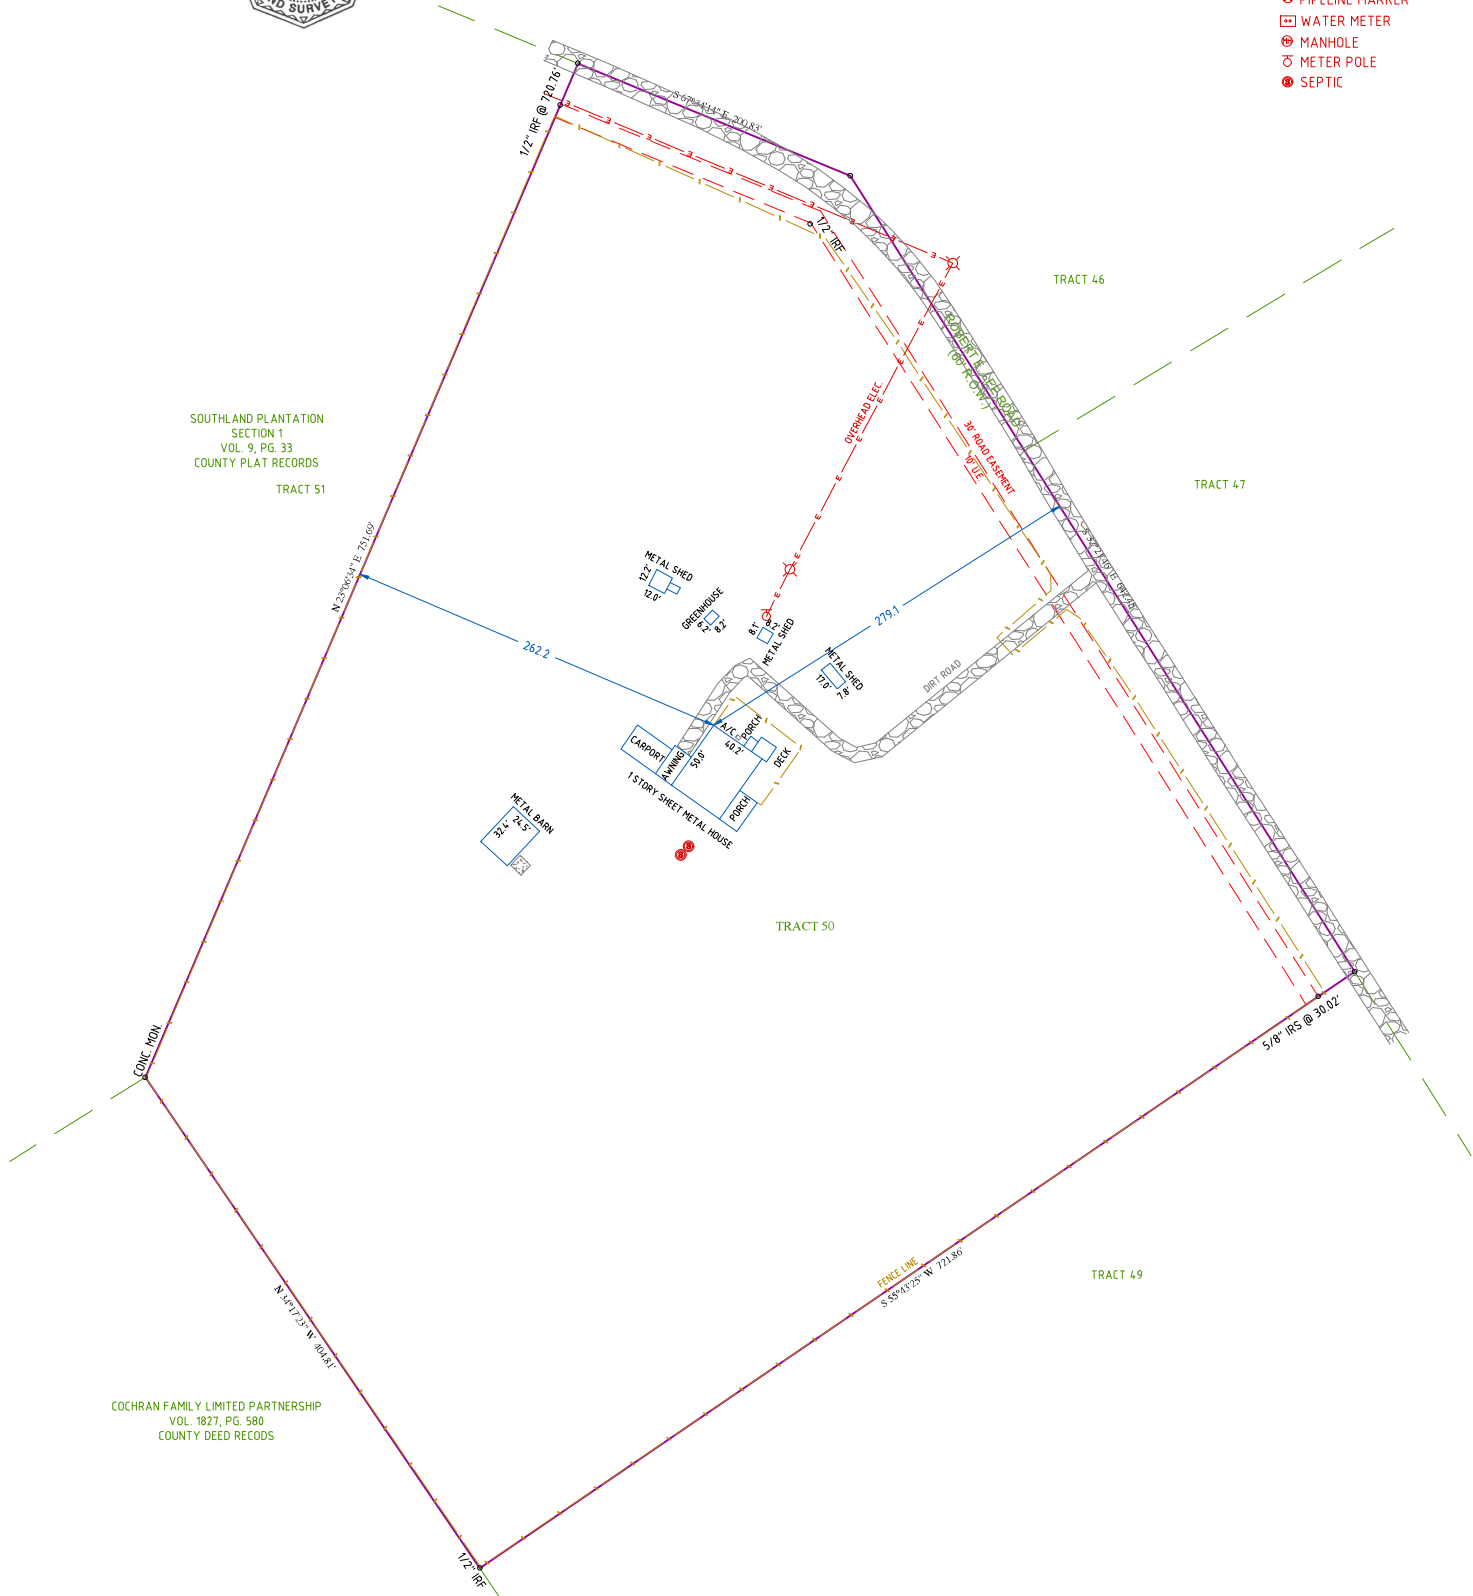 ND SURVEY
PIPELINE MARKER
WATER METER
MANHOLE
METER POLE
SEPTIC
1/2" IRF @ 720.76'
S 67°34'14" E 200.83'
1/2" IRF
TRACT 46
ROBERT E. LEE ROAD
(60' R.O.W.)
OVERHEAD ELEC.
30' ROAD EASEMENT
10' U.E.
SOUTHLAND PLANTATION
SECTION 1
VOL. 9, PG. 33
COUNTY PLAT RECORDS
TRACT 51
TRACT 47
N 23°06'34" E 751.69'
METAL SHED
12.2'
12.0'
GREENHOUSE
6.2'
8.2'
8.1'
8.2'
METAL SHED
279.1
262.2
METAL SHED
17.0'
7.8'
DIRT ROAD
A/C
PORCH
40.2'
DECK
CARPORT
AWNING
50.0'
PORCH
1 STORY SHEET METAL HOUSE
METAL BARN
32.4'
24.5'
TRACT 50
5/8" IRS @ 30.02'
CONC. MON.
FENCE LINE
S 55°43'25" W 721.86'
TRACT 49
N 34°17'23" W 404.81'
COCHRAN FAMILY LIMITED PARTNERSHIP
VOL. 1827, PG. 580
COUNTY DEED RECODS
1/2" IRF